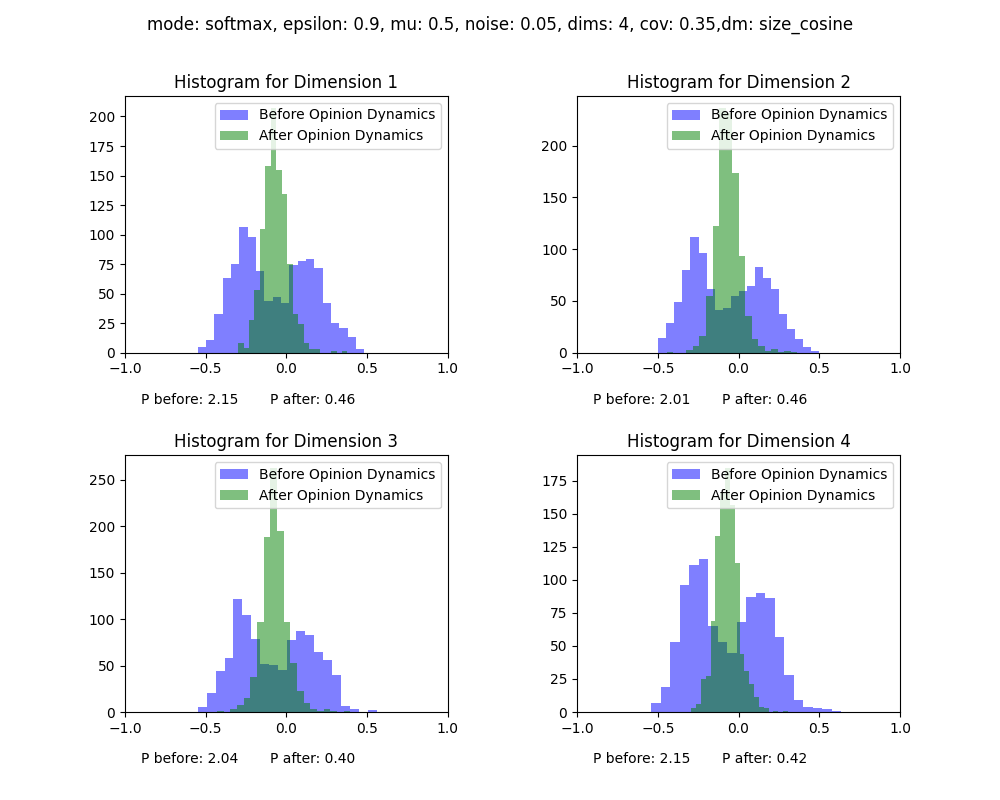 mode: softmax, epsilon: 0.9, mu: 0.5, noise: 0.05, dims: 4, cov: 0.35,dm: size_cosine
Histogram for Dimension 1
Before Opinion Dynamics
After Opinion Dynamics
200
175
150
125
100
75
50
25
0
−1.0 −0.5 0.0 0.5 1.0
P before: 2.15 P after: 0.46
Histogram for Dimension 2
Before Opinion Dynamics
After Opinion Dynamics
200
150
100
50
0
−1.0 −0.5 0.0 0.5 1.0
P before: 2.01 P after: 0.46
Histogram for Dimension 3
Before Opinion Dynamics
After Opinion Dynamics
250
200
150
100
50
0
−1.0 −0.5 0.0 0.5 1.0
P before: 2.04 P after: 0.40
Histogram for Dimension 4
Before Opinion Dynamics
After Opinion Dynamics
175
150
125
100
75
50
25
0
−1.0 −0.5 0.0 0.5 1.0
P before: 2.15 P after: 0.42